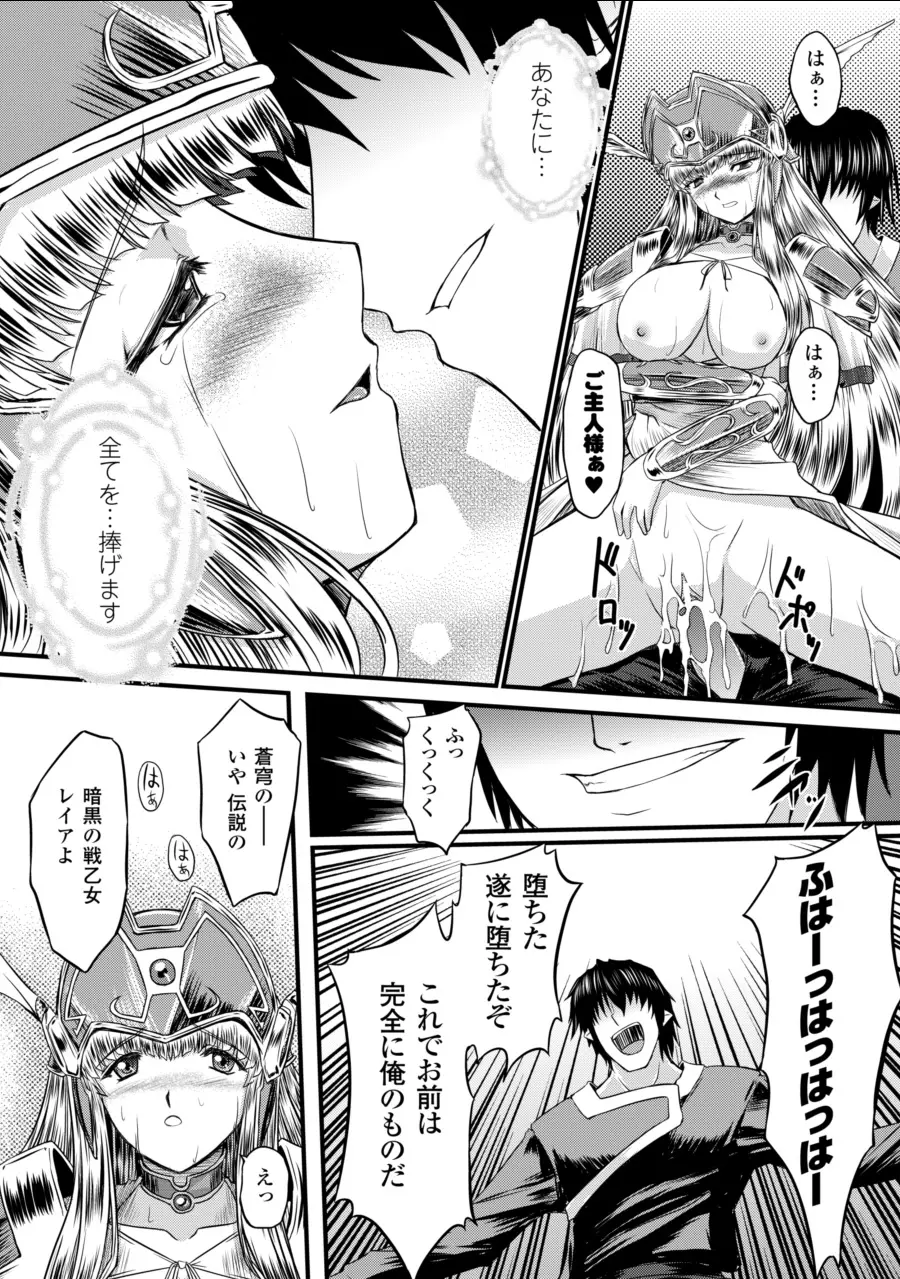 はぁ…
はぁ…
ご主人様ぁ♥
ドポッ
ドロッ
あなたに…
全てを…捧げます
ふっ
くっくっく
ふはーっはっはっはっはー
堕ちた
遂に堕ちたぞ
これでお前は
完全に俺のものだ
蒼穹の――
いや 伝説の
暗黒の戦乙女
レイアよ
はぁ
はぁ
えっ